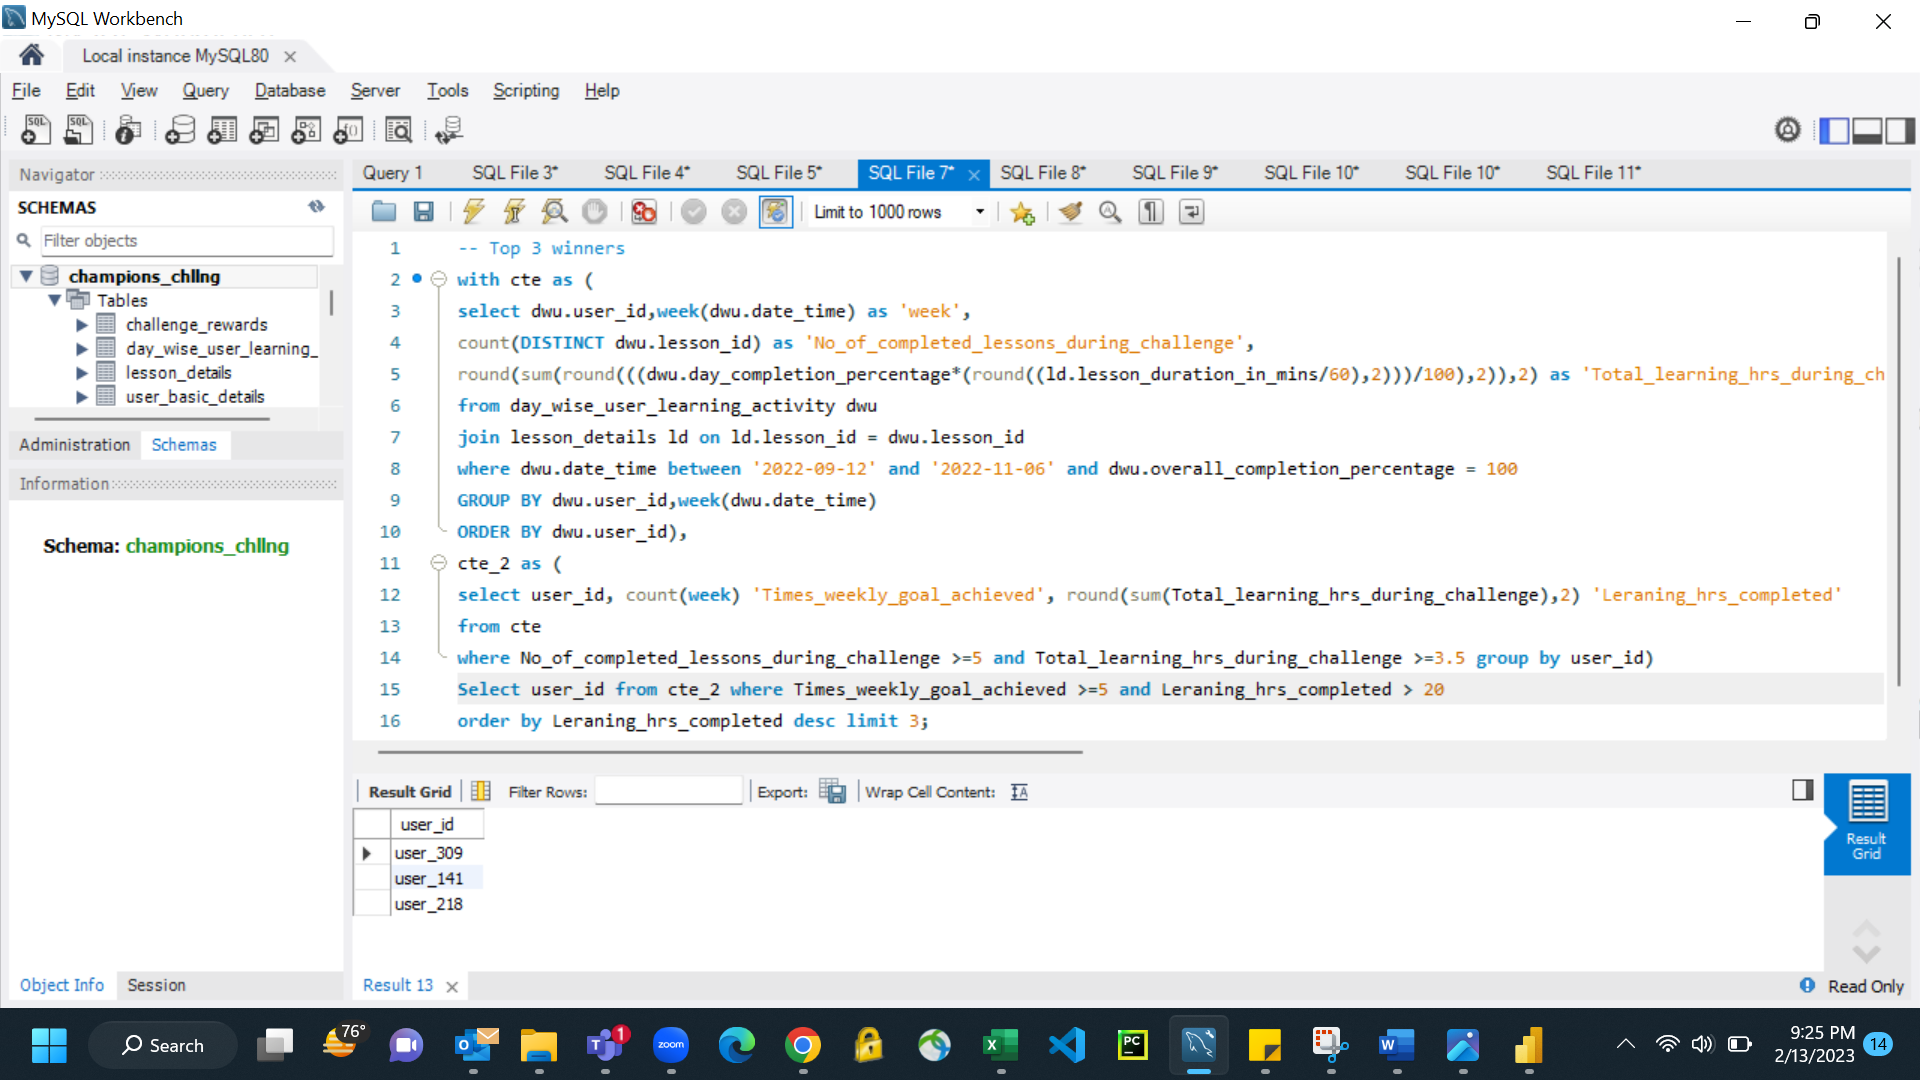 MySQL Workbench
Local instance MySQL80
File Edit View Query Database Server Tools Scripting Help
Navigator
SCHEMAS
Filter objects
champions_chllng
Tables
challenge_rewards
day_wise_user_learning_
lesson_details
user_basic_details
Administration Schemas
Information
Schema: champions_chllng
Object Info Session
Query 1 SQL File 3* SQL File 4* SQL File 5* SQL File 7* SQL File 8* SQL File 9* SQL File 10* SQL File 10* SQL File 11*
Limit to 1000 rows
1 -- Top 3 winners
2 with cte as (
3 select dwu.user_id,week(dwu.date_time) as 'week',
4 count(DISTINCT dwu.lesson_id) as 'No_of_completed_lessons_during_challenge',
5 round(sum(round(((dwu.day_completion_percentage*(round((ld.lesson_duration_in_mins/60),2)))/100),2)),2) as 'Total_learning_hrs_during_ch
6 from day_wise_user_learning_activity dwu
7 join lesson_details ld on ld.lesson_id = dwu.lesson_id
8 where dwu.date_time between '2022-09-12' and '2022-11-06' and dwu.overall_completion_percentage = 100
9 GROUP BY dwu.user_id,week(dwu.date_time)
10 ORDER BY dwu.user_id),
11 cte_2 as (
12 select user_id, count(week) 'Times_weekly_goal_achieved', round(sum(Total_learning_hrs_during_challenge),2) 'Leraning_hrs_completed'
13 from cte
14 where No_of_completed_lessons_during_challenge >=5 and Total_learning_hrs_during_challenge >=3.5 group by user_id)
15 Select user_id from cte_2 where Times_weekly_goal_achieved >=5 and Leraning_hrs_completed > 20
16 order by Leraning_hrs_completed desc limit 3;
Result Grid Filter Rows: Export: Wrap Cell Content:
user_id
user_309
user_141
user_218
Result Grid
Result 13
Read Only
76°
Search
zoom
1
PC
9:25 PM
2/13/2023
14